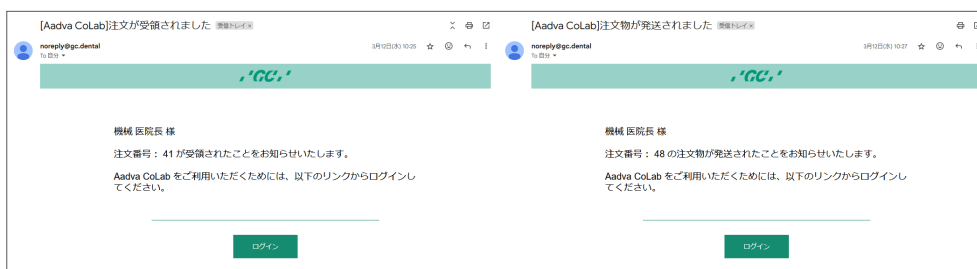 [Aadva CoLab]注文が受領されました 受信トレイ×
noreply@gc.dental 3月12日(水) 10:25
To 自分
'GC,'
機械 医院長 様
注文番号： 41 が受領されたことをお知らせいたします。
Aadva CoLab をご利用いただくためには、以下のリンクからログインし
てください。
ログイン
[Aadva CoLab]注文物が発送されました 受信トレイ×
noreply@gc.dental 3月12日(水) 10:27
To 自分
'GC,'
機械 医院長 様
注文番号： 48 の注文物が発送されたことをお知らせいたします。
Aadva CoLab をご利用いただくためには、以下のリンクからログインし
てください。
ログイン